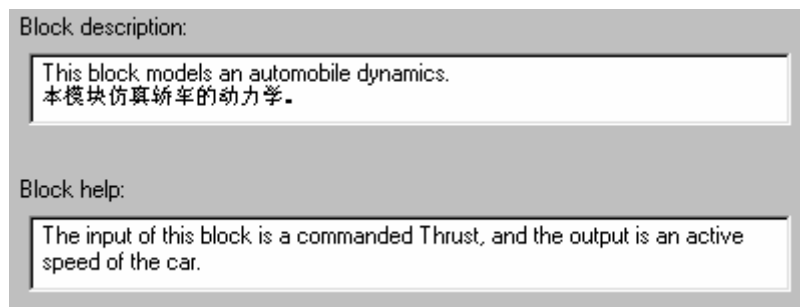 Block description:
This block models an automobile dynamics.
本模块仿真轿车的动力学。
Block help:
The input of this block is a commanded Thrust, and the output is an active
speed of the car.